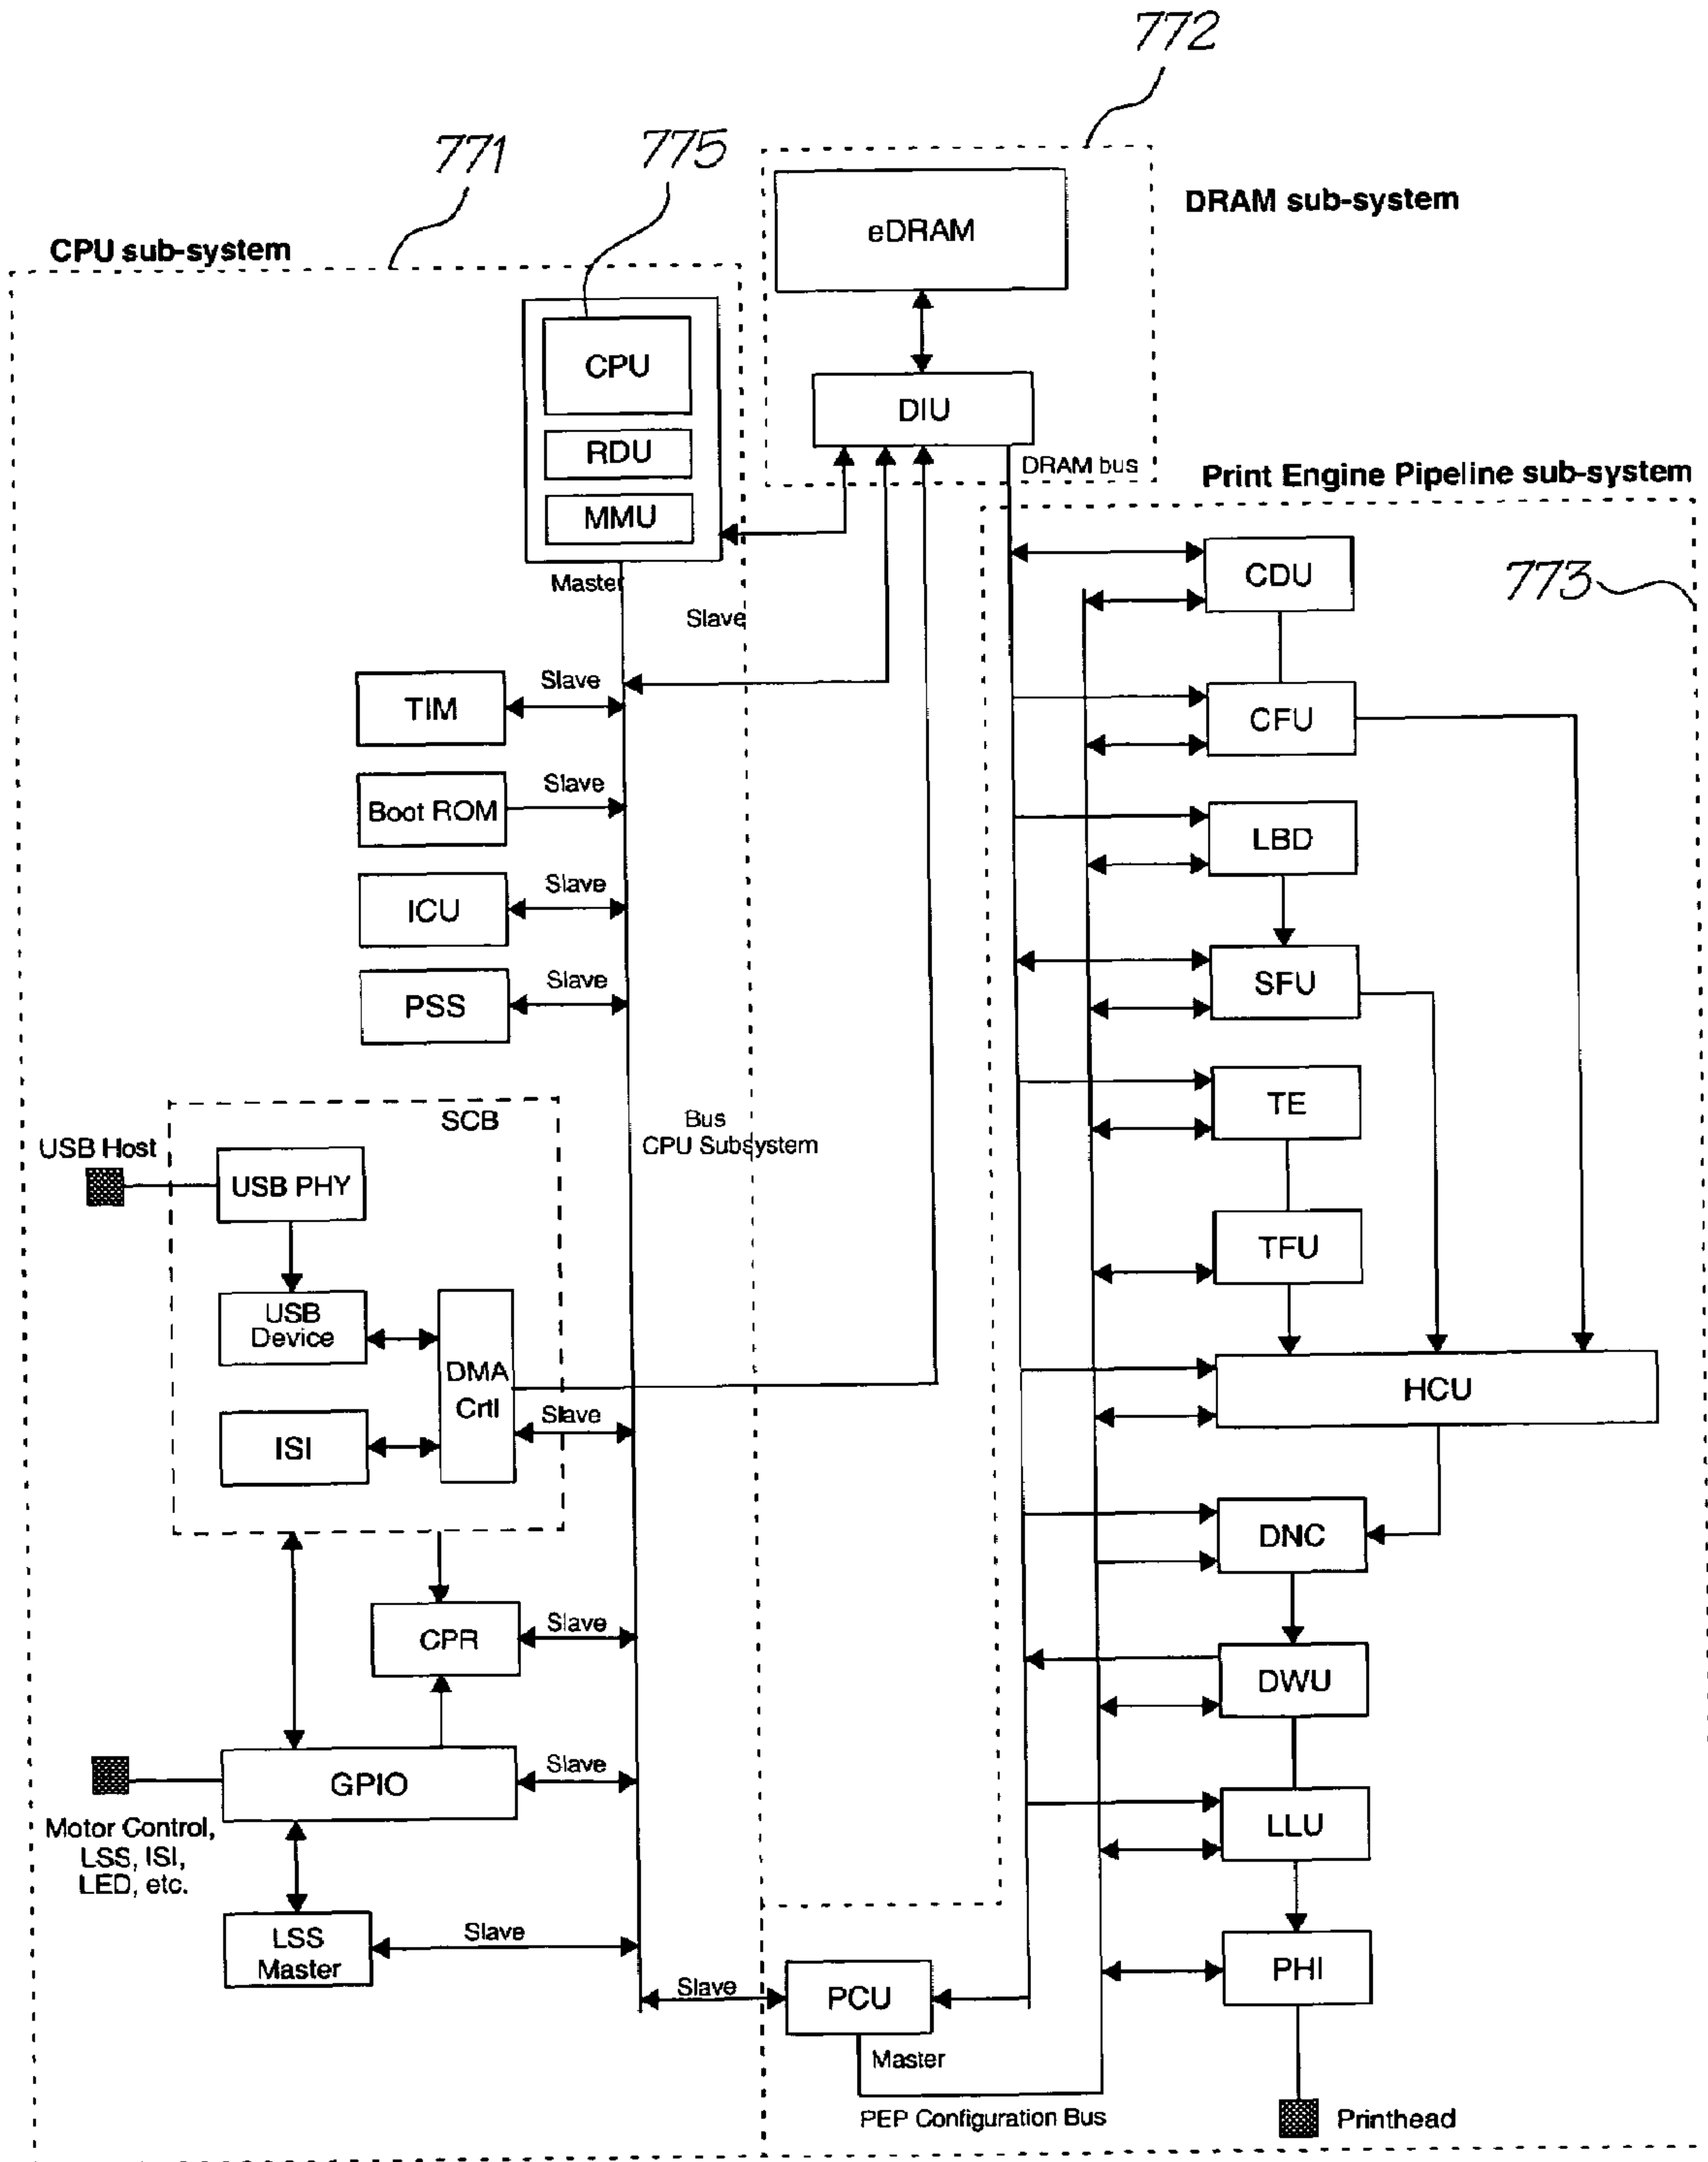 772
771
775
DRAM sub-system
CPU sub-system
eDRAM
CPU
DIU
RDU
DRAM bus
Print Engine Pipeline sub-system
MMU
CDU
773
Master
Slave
Slave
TIM
CFU
Slave
Boot ROM
LBD
Slave
ICU
Slave
PSS
SFU
TE
SCB
Bus
CPU Subsystem
USB Host
USB PHY
TFU
USB
Device
DMA
Crtl
HCU
Slave
ISI
DNC
Slave
CPR
DWU
Slave
GPIO
Motor Control,
LSS, ISI,
LED, etc.
LLU
LSS
Master
Slave
Slave
PCU
PHI
Master
PEP Configuration Bus
Printhead